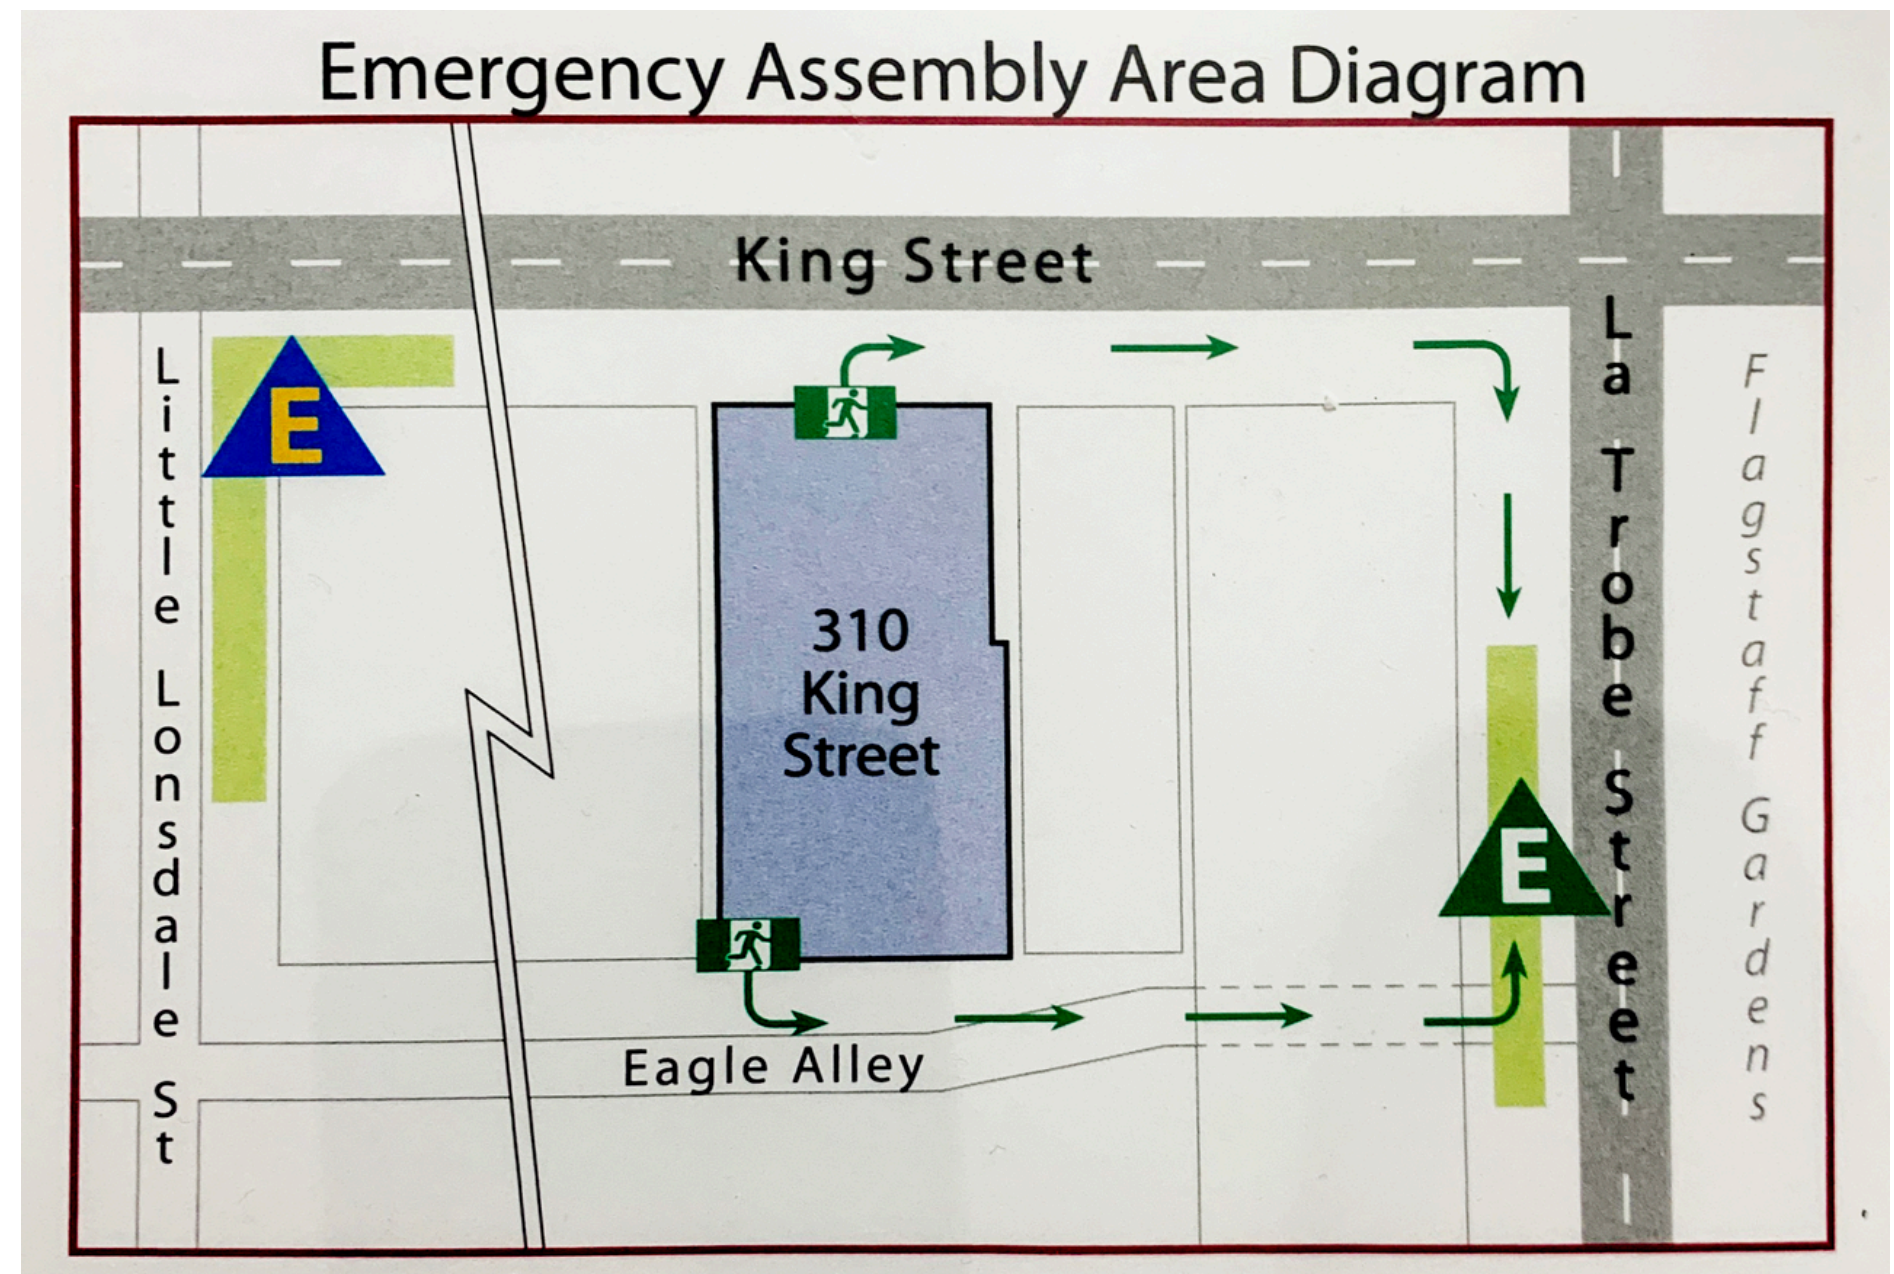 Emergency Assembly Area Diagram
King Street
Little Lonsdale St
E
310
King
Street
La Trobe Street
Flagstaff Gardens
E
Eagle Alley